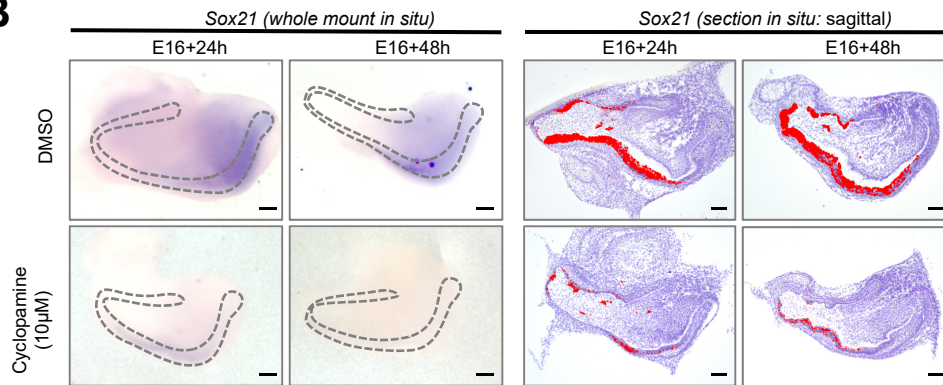 B
Sox21 (whole mount in situ)
Sox21 (section in situ: sagittal)
E16+24h
E16+48h
E16+24h
E16+48h
DMSO
Cyclopamine
(10μM)